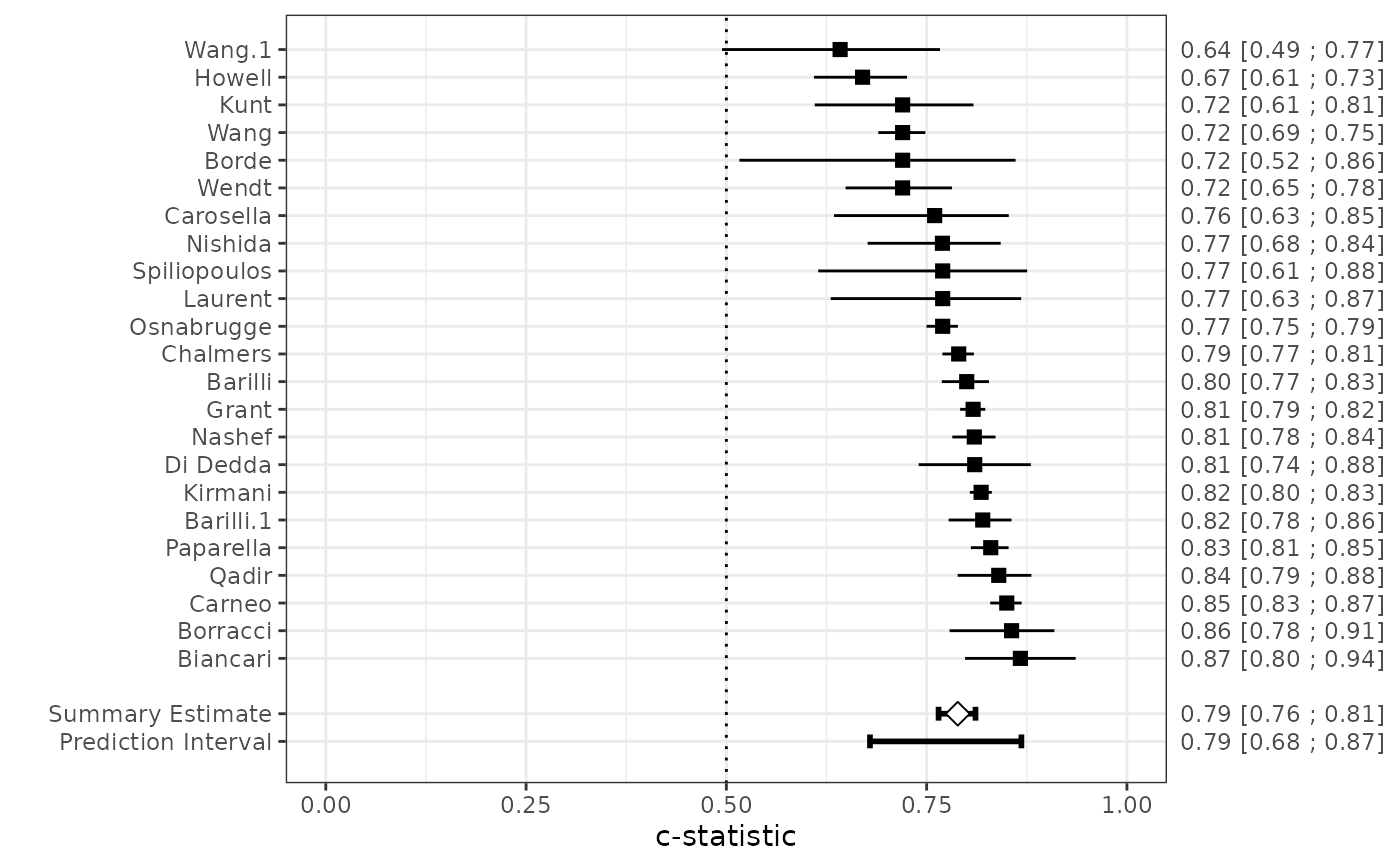 Wang.1 0.64 [0.49 ; 0.77]
Howell 0.67 [0.61 ; 0.73]
Kunt 0.72 [0.61 ; 0.81]
Wang 0.72 [0.69 ; 0.75]
Borde 0.72 [0.52 ; 0.86]
Wendt 0.72 [0.65 ; 0.78]
Carosella 0.76 [0.63 ; 0.85]
Nishida 0.77 [0.68 ; 0.84]
Spiliopoulos 0.77 [0.61 ; 0.88]
Laurent 0.77 [0.63 ; 0.87]
Osnabrugge 0.77 [0.75 ; 0.79]
Chalmers 0.79 [0.77 ; 0.81]
Barilli 0.80 [0.77 ; 0.83]
Grant 0.81 [0.79 ; 0.82]
Nashef 0.81 [0.78 ; 0.84]
Di Dedda 0.81 [0.74 ; 0.88]
Kirmani 0.82 [0.80 ; 0.83]
Barilli.1 0.82 [0.78 ; 0.86]
Paparella 0.83 [0.81 ; 0.85]
Qadir 0.84 [0.79 ; 0.88]
Carneo 0.85 [0.83 ; 0.87]
Borracci 0.86 [0.78 ; 0.91]
Biancari 0.87 [0.80 ; 0.94]
Summary Estimate 0.79 [0.76 ; 0.81]
Prediction Interval 0.79 [0.68 ; 0.87]
0.00 0.25 0.50 0.75 1.00
c-statistic